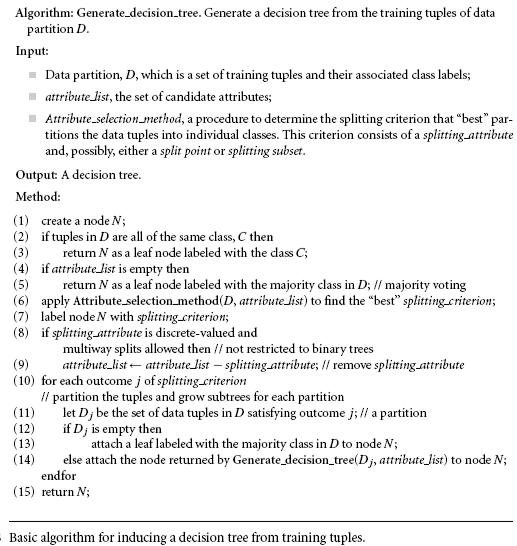 Algorithm: Generate_decision_tree. Generate a decision tree from the training tuples of data
partition D.
Input:
Data partition, D, which is a set of training tuples and their associated class labels;
attribute_list, the set of candidate attributes;
Attribute_selection_method, a procedure to determine the splitting criterion that “best” par-
titions the data tuples into individual classes. This criterion consists of a splitting_attribute
and, possibly, either a split point or splitting subset.
Output: A decision tree.
Method:
(1) create a node N;
(2) if tuples in D are all of the same class, C then
(3) return N as a leaf node labeled with the class C;
(4) if attribute_list is empty then
(5) return N as a leaf node labeled with the majority class in D; // majority voting
(6) apply Attribute_selection_method(D, attribute_list) to find the “best” splitting_criterion;
(7) label node N with splitting_criterion;
(8) if splitting_attribute is discrete-valued and
multiway splits allowed then // not restricted to binary trees
(9) attribute_list ← attribute_list − splitting_attribute; // remove splitting_attribute
(10) for each outcome j of splitting_criterion
// partition the tuples and grow subtrees for each partition
(11) let Dj be the set of data tuples in D satisfying outcome j; // a partition
(12) if Dj is empty then
(13) attach a leaf labeled with the majority class in D to node N;
(14) else attach the node returned by Generate_decision_tree(Dj, attribute_list) to node N;
endfor
(15) return N;
Basic algorithm for inducing a decision tree from training tuples.